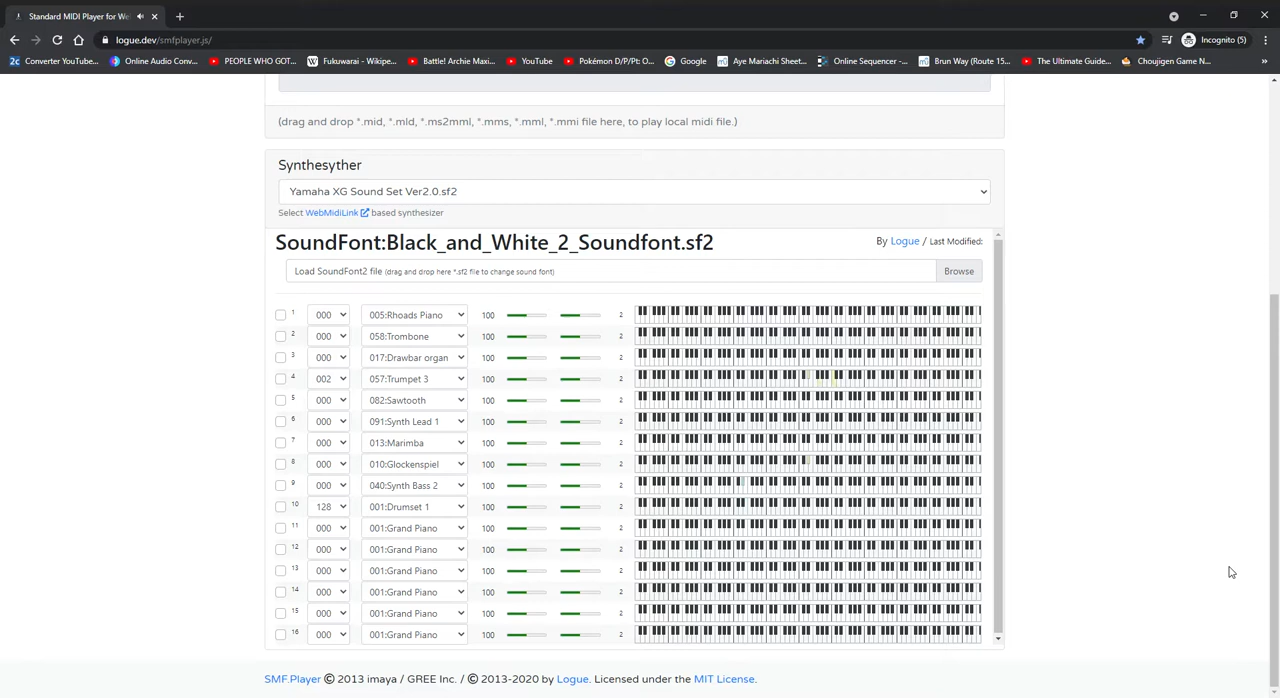 Standard MIDI Player for We
logue.dev/smfplayer.js/
Incognito (5)
Converter YouTube...
Online Audio Conv...
PEOPLE WHO GOT...
Fukuwarai - Wikipe...
Battle! Archie Maxi...
YouTube
Pokémon D/P/Pt: O...
Google
Aye Mariachi Sheet...
Online Sequencer -...
Brun Way (Route 15...
The Ultimate Guide...
Choujigen Game N...
(drag and drop *.mid, *.mld, *.ms2mml, *.mms, *.mml, *.mmi file here, to play local midi file.)
Synthesyther
Yamaha XG Sound Set Ver2.0.sf2
Select WebMidiLink based synthesizer
SoundFont:Black_and_White_2_Soundfont.sf2
By Logue / Last Modified:
Load SoundFont2 file (drag and drop here *.sf2 file to change sound font)
Browse
1 000 005:Rhoads Piano 100 2
2 000 058:Trombone 100 2
3 000 017:Drawbar organ 100 2
4 002 057:Trumpet 3 100 2
5 000 082:Sawtooth 100 2
6 000 091:Synth Lead 1 100 2
7 000 013:Marimba 100 2
8 000 010:Glockenspiel 100 2
9 000 040:Synth Bass 2 100 2
10 128 001:Drumset 1 100 2
11 000 001:Grand Piano 100 2
12 000 001:Grand Piano 100 2
13 000 001:Grand Piano 100 2
14 000 001:Grand Piano 100 2
15 000 001:Grand Piano 100 2
16 000 001:Grand Piano 100 2
SMF.Player © 2013 imaya / GREE Inc. / © 2013-2020 by Logue. Licensed under the MIT License.